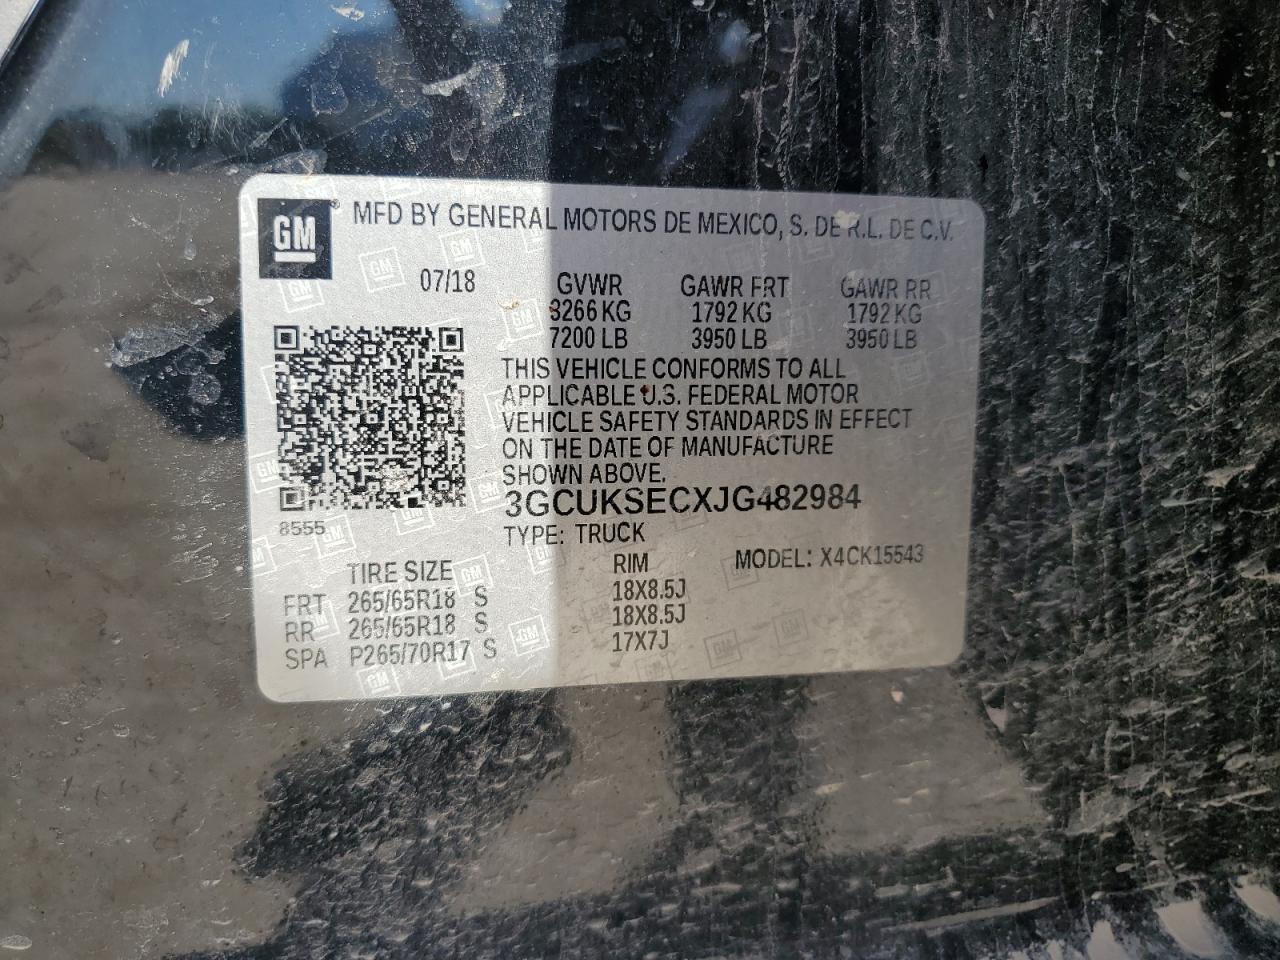 GM ® MFD BY GENERAL MOTORS DE MEXICO, S. DE R.L. DE C.V.
07/18 GVWR GAWR FRT GAWR RR
3266 KG 1792 KG 1792 KG
7200 LB 3950 LB 3950 LB
THIS VEHICLE CONFORMS TO ALL
APPLICABLE U.S. FEDERAL MOTOR
VEHICLE SAFETY STANDARDS IN EFFECT
ON THE DATE OF MANUFACTURE
SHOWN ABOVE.
3GCUKSECXJG482984
8555
TYPE: TRUCK
TIRE SIZE RIM MODEL: X4CK15543
FRT 265/65R18 S 18X8.5J
RR 265/65R18 S 18X8.5J
SPA P265/70R17 S 17X7J